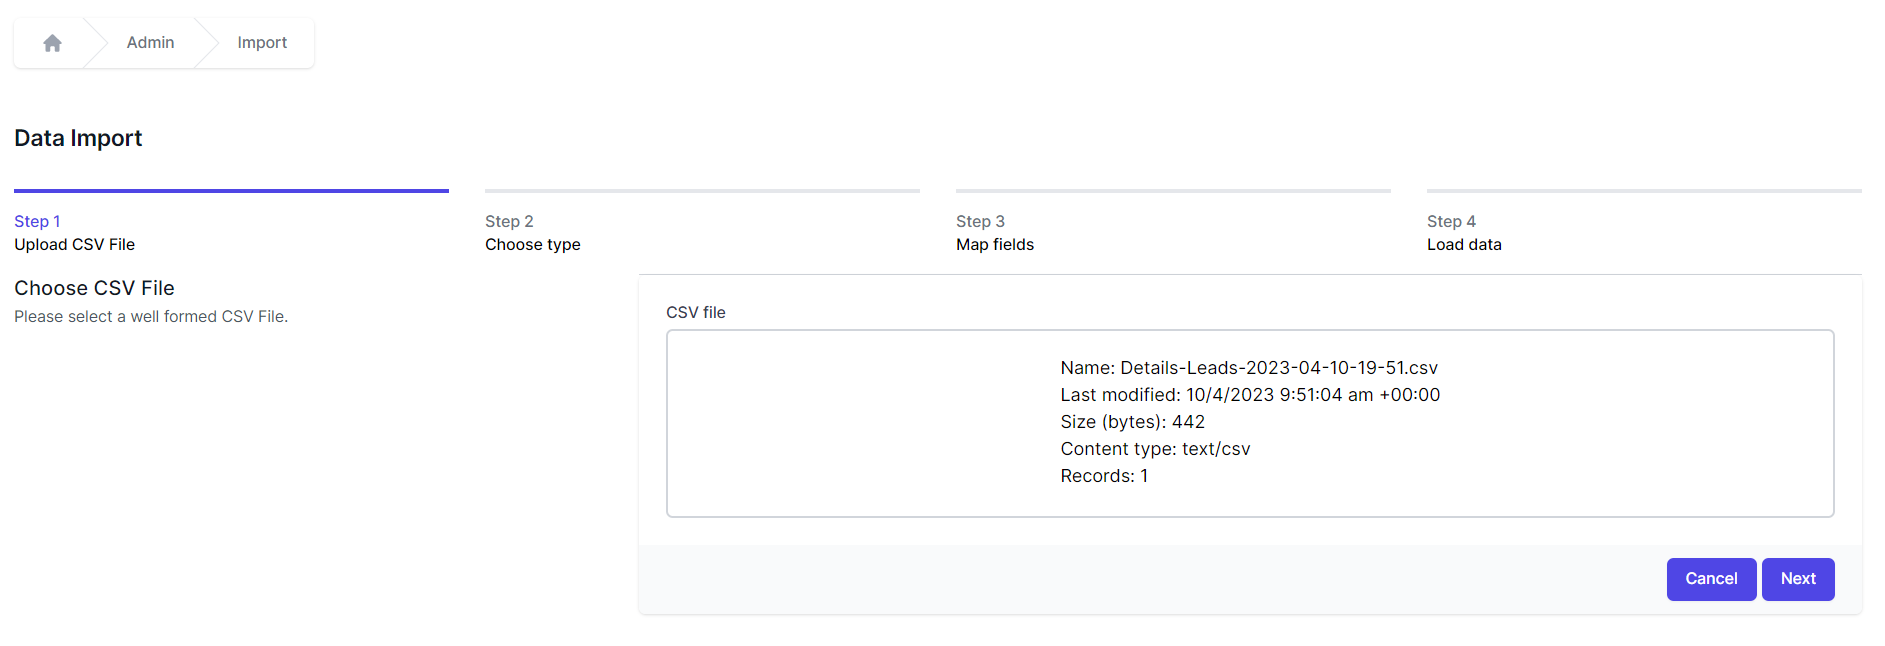 Admin
Import
Data Import
Step 1
Upload CSV File
Step 2
Choose type
Step 3
Map fields
Step 4
Load data
Choose CSV File
Please select a well formed CSV File.
CSV file
Name: Details-Leads-2023-04-10-19-51.csv
Last modified: 10/4/2023 9:51:04 am +00:00
Size (bytes): 442
Content type: text/csv
Records: 1
Cancel
Next